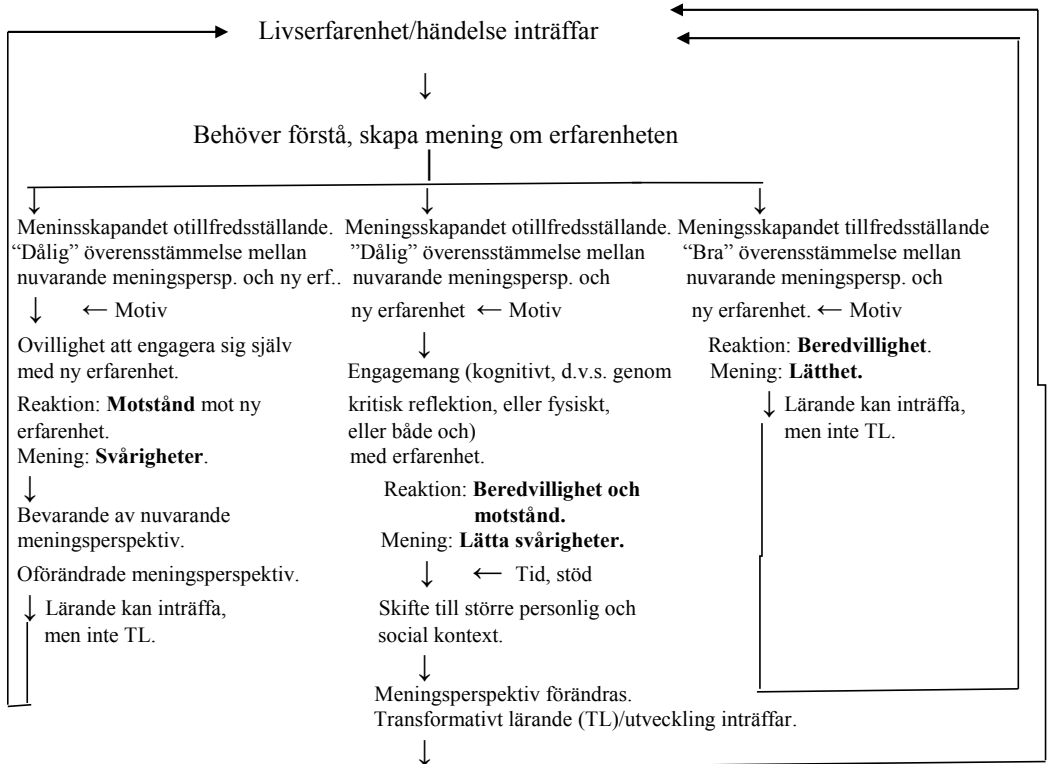 Livserfarenhet/händelse inträffar
↓
Behöver förstå, skapa mening om erfarenheten
↓
Meninsskapandet otillfredsställande.
“Dålig” överensstämmelse mellan
nuvarande meningspersp. och ny erf..
↓ ← Motiv
Ovillighet att engagera sig själv
med ny erfarenhet.
Reaktion: Motstånd mot ny
erfarenhet.
Mening: Svårigheter.
↓
Bevarande av nuvarande
meningsperspektiv.
Oförändrade meningsperspektiv.
↓ Lärande kan inträffa,
men inte TL.
↓
Meningsskapandet otillfredsställande.
”Dålig” överensstämmelse mellan
nuvarande meningspersp. och
ny erfarenhet ← Motiv
↓
Engagemang (kognitivt, d.v.s. genom
kritisk reflektion, eller fysiskt,
eller både och)
med erfarenhet.
Reaktion: Beredvillighet och
motstånd.
Mening: Lätta svårigheter.
↓ ← Tid, stöd
Skifte till större personlig och
social kontext.
↓
Meningsperspektiv förändras.
Transformativt lärande (TL)/utveckling inträffar.
↓
↓
Meningsskapandet tillfredsställande
“Bra” överensstämmelse mellan
nuvarande meningspersp. och
ny erfarenhet. ← Motiv
Reaktion: Beredvillighet.
Mening: Lätthet.
↓ Lärande kan inträffa,
men inte TL.